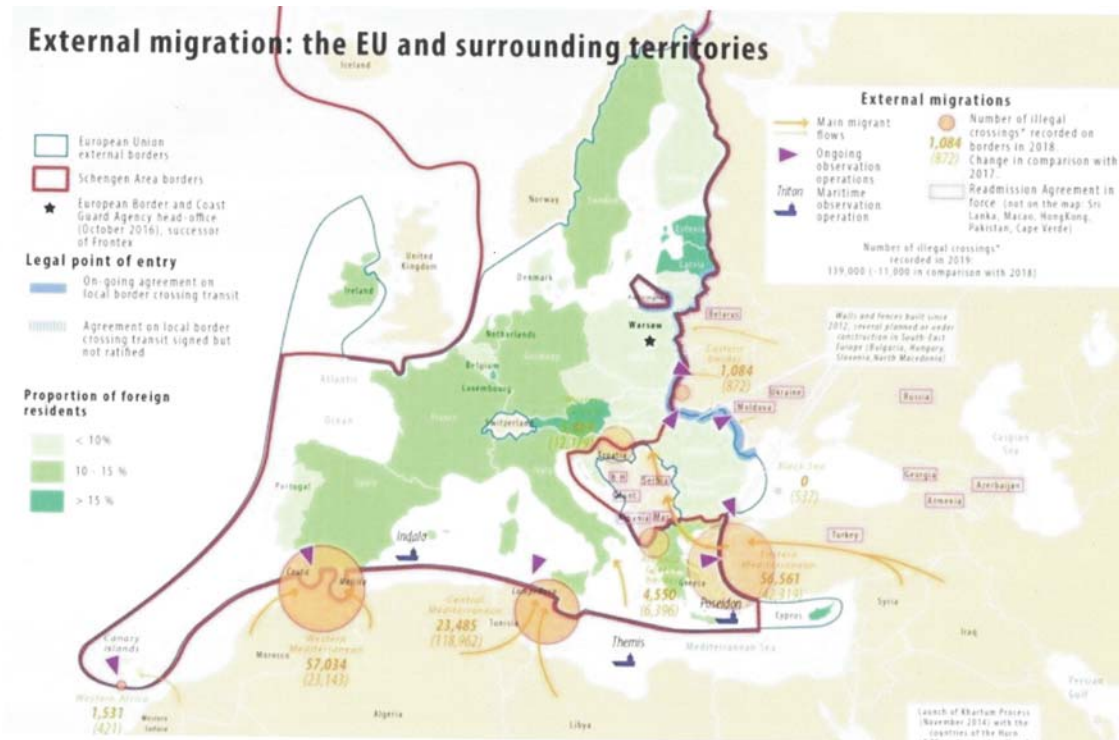 External migration: the EU and surrounding territories
Iceland
European Union
external borders
Schengen Area borders
European Border and Coast
Guard Agency head-office
(October 2016), successor
of Frontex
Legal point of entry
On-going agreement on
local border crossing transit
Agreement on local border
crossing transit signed but
not ratified
Proportion of foreign
residents
< 10%
10 - 15 %
> 15 %
External migrations
Main migrant
flows
Ongoing
observation
operations
Triton
Maritime
observation
operation
1,084
(872)
Number of illegal
crossings* recorded on
borders in 2018.
Change in comparison with
2017.
Readmission Agreement in
force (not on the map: Sri
Lanka, Macao, HongKong,
Pakistan, Cape Verde)
Number of illegal crossings*
recorded in 2019:
139,000 (-11,000 in comparison with 2018)
Walls and fences built since
2012, several planned or under
construction in South-East
Europe (Bulgaria, Hungary,
Slovenia, North Macedonia)
Norway
Sweden
Estonia
Latvia
United
Kingdom
Ireland
Denmark
Netherlands
Germany
Belgium
Luxembourg
Warsaw
Belarus
Eastern
1,084
(872)
Ukraine
Moldova
Russia
Atlantic
Ocean
France
Switzerland
Croatia
Serbia
Portugal
Spain
Black Sea
0
(537)
Caspian
Sea
Georgia
Azerbaijan
Armenia
Turkey
Indalo
Greece
4,550
(6,396)
Poseidon
Eastern
Mediterranean
56,561
Cyprus
Syria
Iraq
Central
Mediterranean
23,485
(118,962)
Tunisia
Themis
Mediterranean Sea
Western
Mediterranean
57,034
(23,143)
Morocco
Canary
islands
Western Africa
1,531
(421)
Western
Sahara
Algeria
Libya
Persian
Gulf
Launch of Khartum Process
(November 2014) with the
countries of the Horn